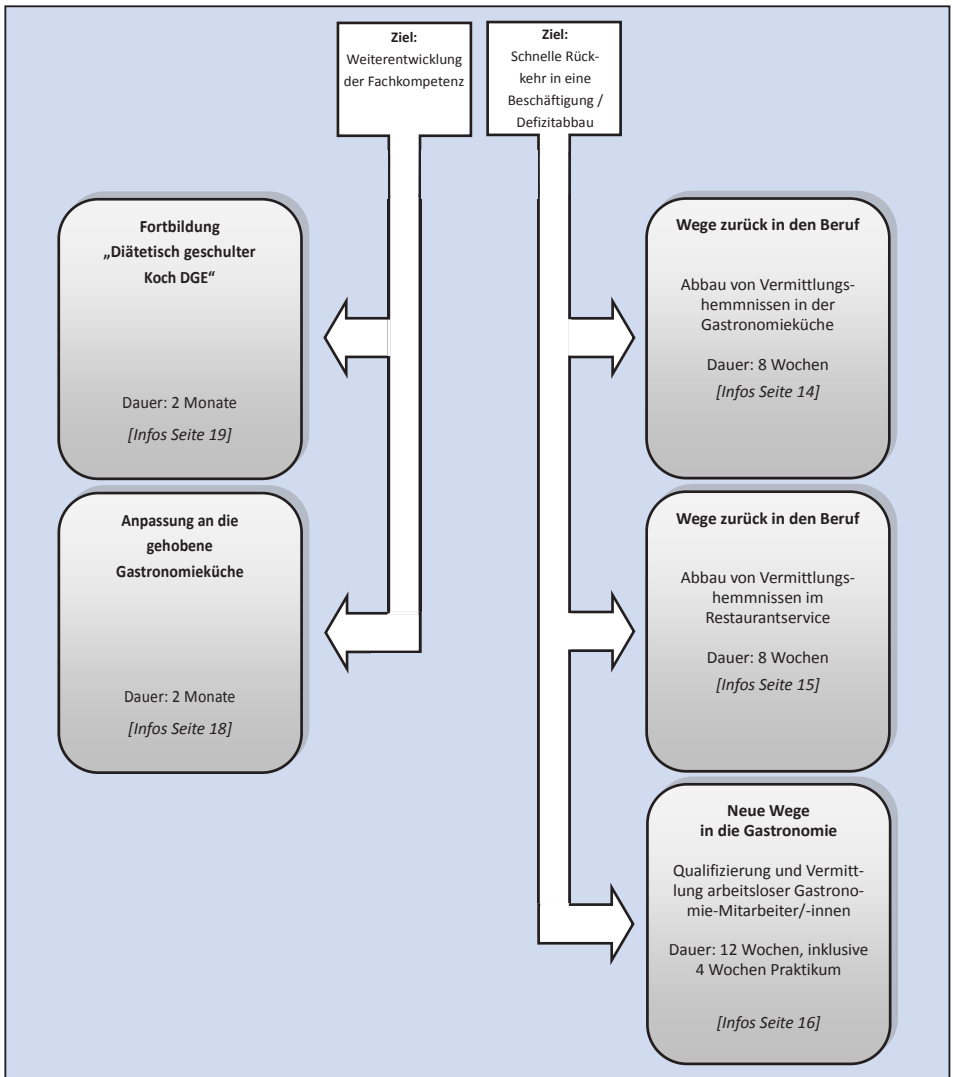 Ziel:
Weiterentwicklung
der Fachkompetenz
Ziel:
Schnelle Rück-
kehr in eine
Beschäftigung /
Defizitabbau
Fortbildung
„Diätetisch geschulter
Koch DGE“
Dauer: 2 Monate
[Infos Seite 19]
Anpassung an die
gehobene
Gastronomieküche
Dauer: 2 Monate
[Infos Seite 18]
Wege zurück in den Beruf
Abbau von Vermittlungs-
hemmnissen in der
Gastronomieküche
Dauer: 8 Wochen
[Infos Seite 14]
Wege zurück in den Beruf
Abbau von Vermittlungs-
hemmnissen im
Restaurantservice
Dauer: 8 Wochen
[Infos Seite 15]
Neue Wege
in die Gastronomie
Qualifizierung und Vermitt-
lung arbeitsloser Gastrono-
mie-Mitarbeiter/-innen
Dauer: 12 Wochen, inklusive
4 Wochen Praktikum
[Infos Seite 16]